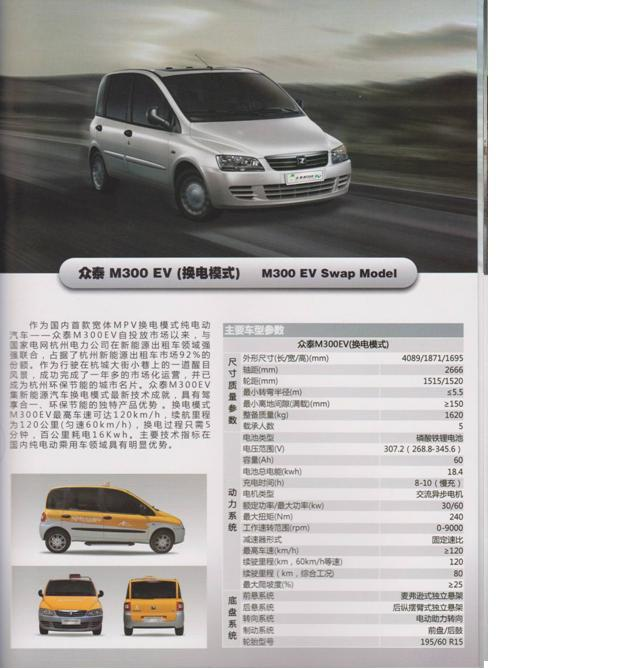 众泰 M300 EV (换电模式) M300 EV Swap Model
作为国内首款宽体MPV换电模式纯电动
汽车——众泰M300EV自投放市场以来，与
国家电网杭州电力公司在新能源出租车领域强
强联合，占据了杭州新能源出租车市场92%的
份额。作为行驶在杭城大街小巷上的一道醒目
风景，成功完成了一年多的市场化运营，并已
成为杭州环保节能的城市名片。众泰M300EV
集新能源汽车换电模式最新技术成就，具有驾
享合一、环保节能的独特产品优势 。换电模式
M300EV最高车速可达120km/h，续航里程
为120公里(匀速60km/h)，换电过程只需5
分钟，百公里耗电16Kwh。主要技术指标在
国内纯电动乘用车领域具有明显优势。
主要车型参数
众泰M300EV(换电模式)
尺寸质量参数
外形尺寸(长/宽/高)(mm) 4089/1871/1695
轴距(mm) 2666
轮距(mm) 1515/1520
最小转弯半径(m) ≤5.5
最小离地间隙(满载)(mm) ≥150
整备质量(kg) 1620
载承人数 5
动力系统
电池类型 磷酸铁锂电池
电压范围(V) 307.2（268.8-345.6）
容量(Ah) 60
电池总电能(kwh) 18.4
充电时间(h) 8-10（慢充）
电机类型 交流异步电机
额定功率/最大功率(kw) 30/60
最大扭矩(Nm) 240
工作速转范围(rpm) 0-9000
减速器形式 固定速比
最高车速(km/h) ≥120
续驶里程(km，60km/h等速) 120
续驶里程（km，综合工况) 80
最大爬坡度(%) ≥25
底盘系统
前悬系统 麦弗逊式独立悬架
后悬系统 后纵摆臂式独立悬架
转向系统 电动助力转向
制动系统 前盘/后鼓
轮胎型号 195/60 R15